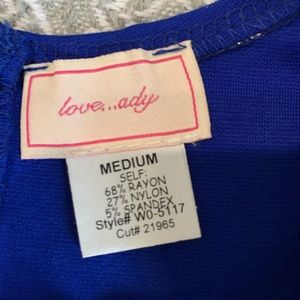 love...ady
MEDIUM
SELF:
68% RAYON
27% NYLON
5% SPANDEX
Style# W0-5117
Cut# 21965